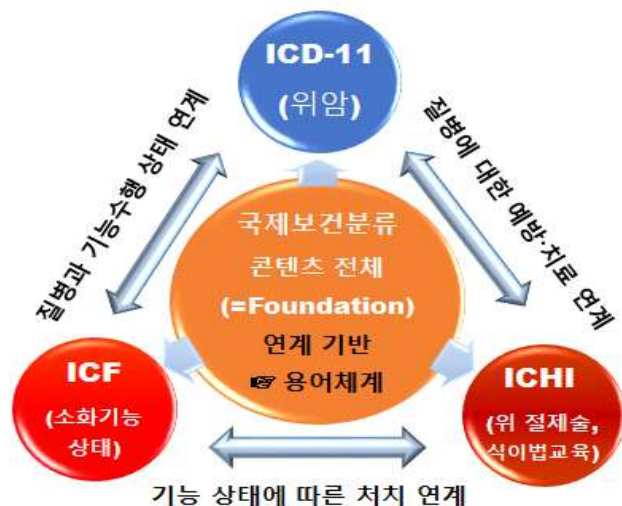 ICD-11
(위암)
질병과 기능수행 상태 연계
질병에 대한 예방·치료 연계
국제보건분류
콘텐츠 전체
(=Foundation)
연계 기반
☞ 용어체계
ICF
(소화기능
상태)
ICHI
(위 절제술,
식이법교육)
기능 상태에 따른 처치 연계